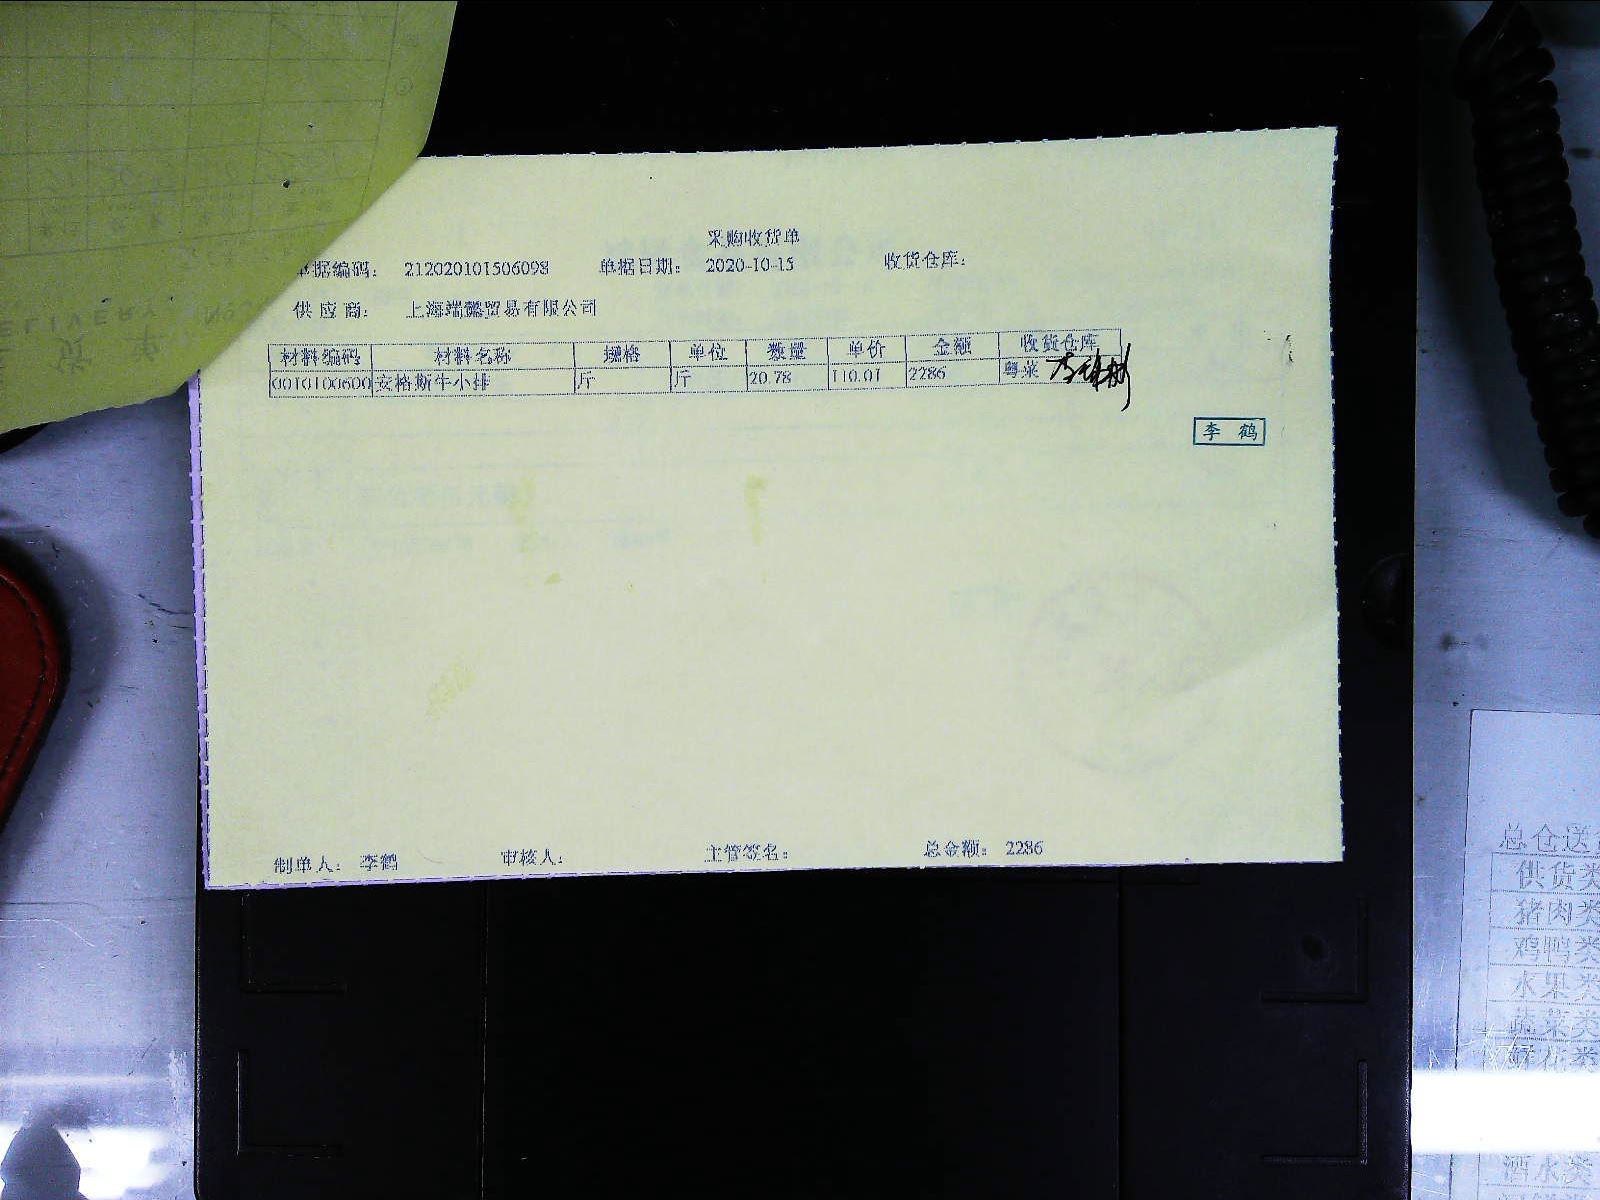 采购收货单
单据编码： 212020101506098 单据日期： 2020-10-15 收货仓库：
供 应 商： 上海端懿贸易有限公司
材料编码 材料名称 规格 单位 数量 单价 金额 收货仓库
0010100600 安格斯牛小排 斤 斤 20.78 110.01 2286 粤菜
李 鹤
制单人： 李鹤 审核人： 主管签名： 总金额： 2286
总仓送
供货类
猪肉类
鸡鸭类
水果类
蔬菜类
鲜花类
酒水类